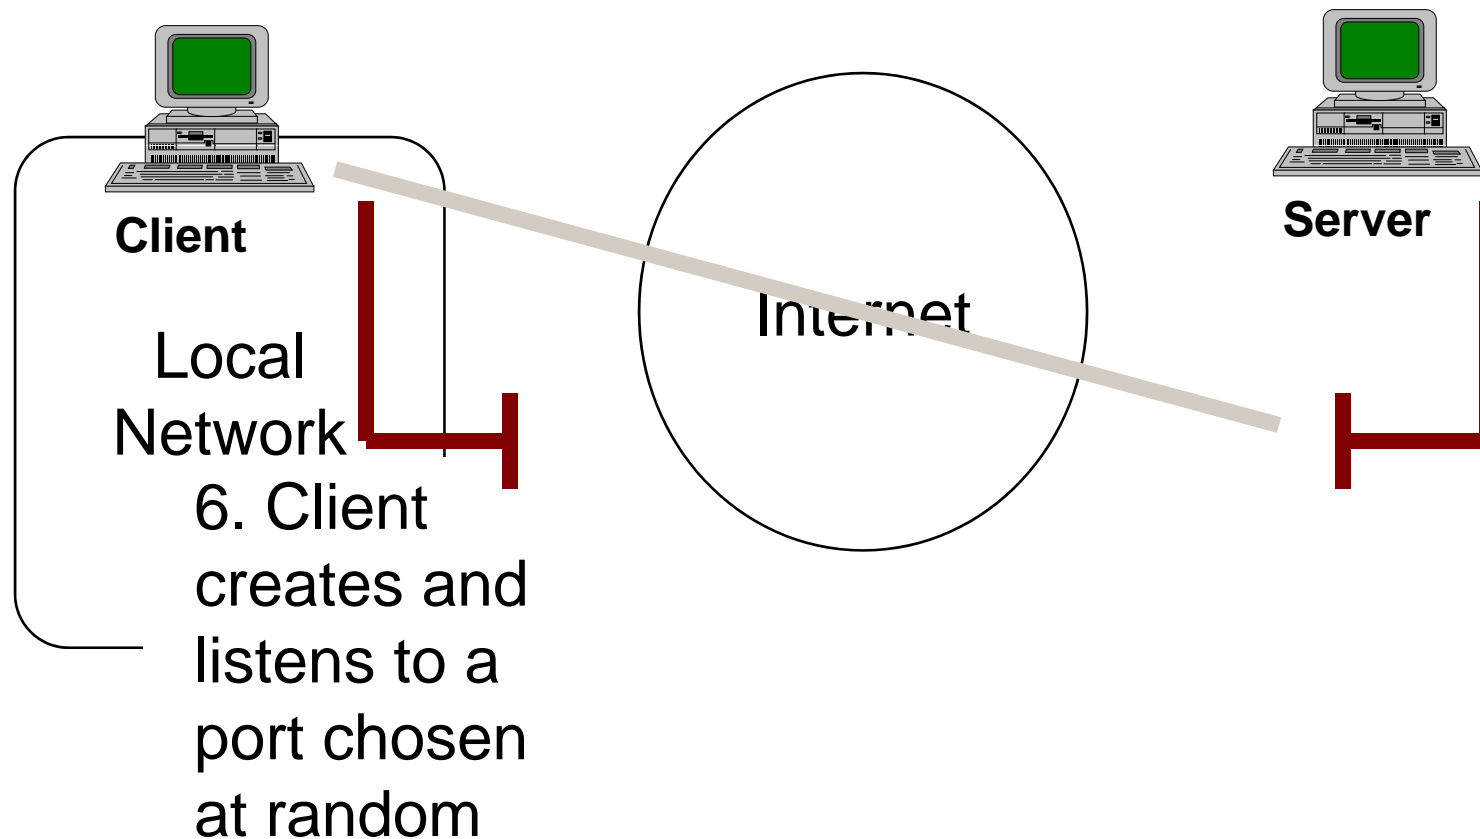 Client
Server
Internet
Local
Network
6. Client
creates and
listens to a
port chosen
at random